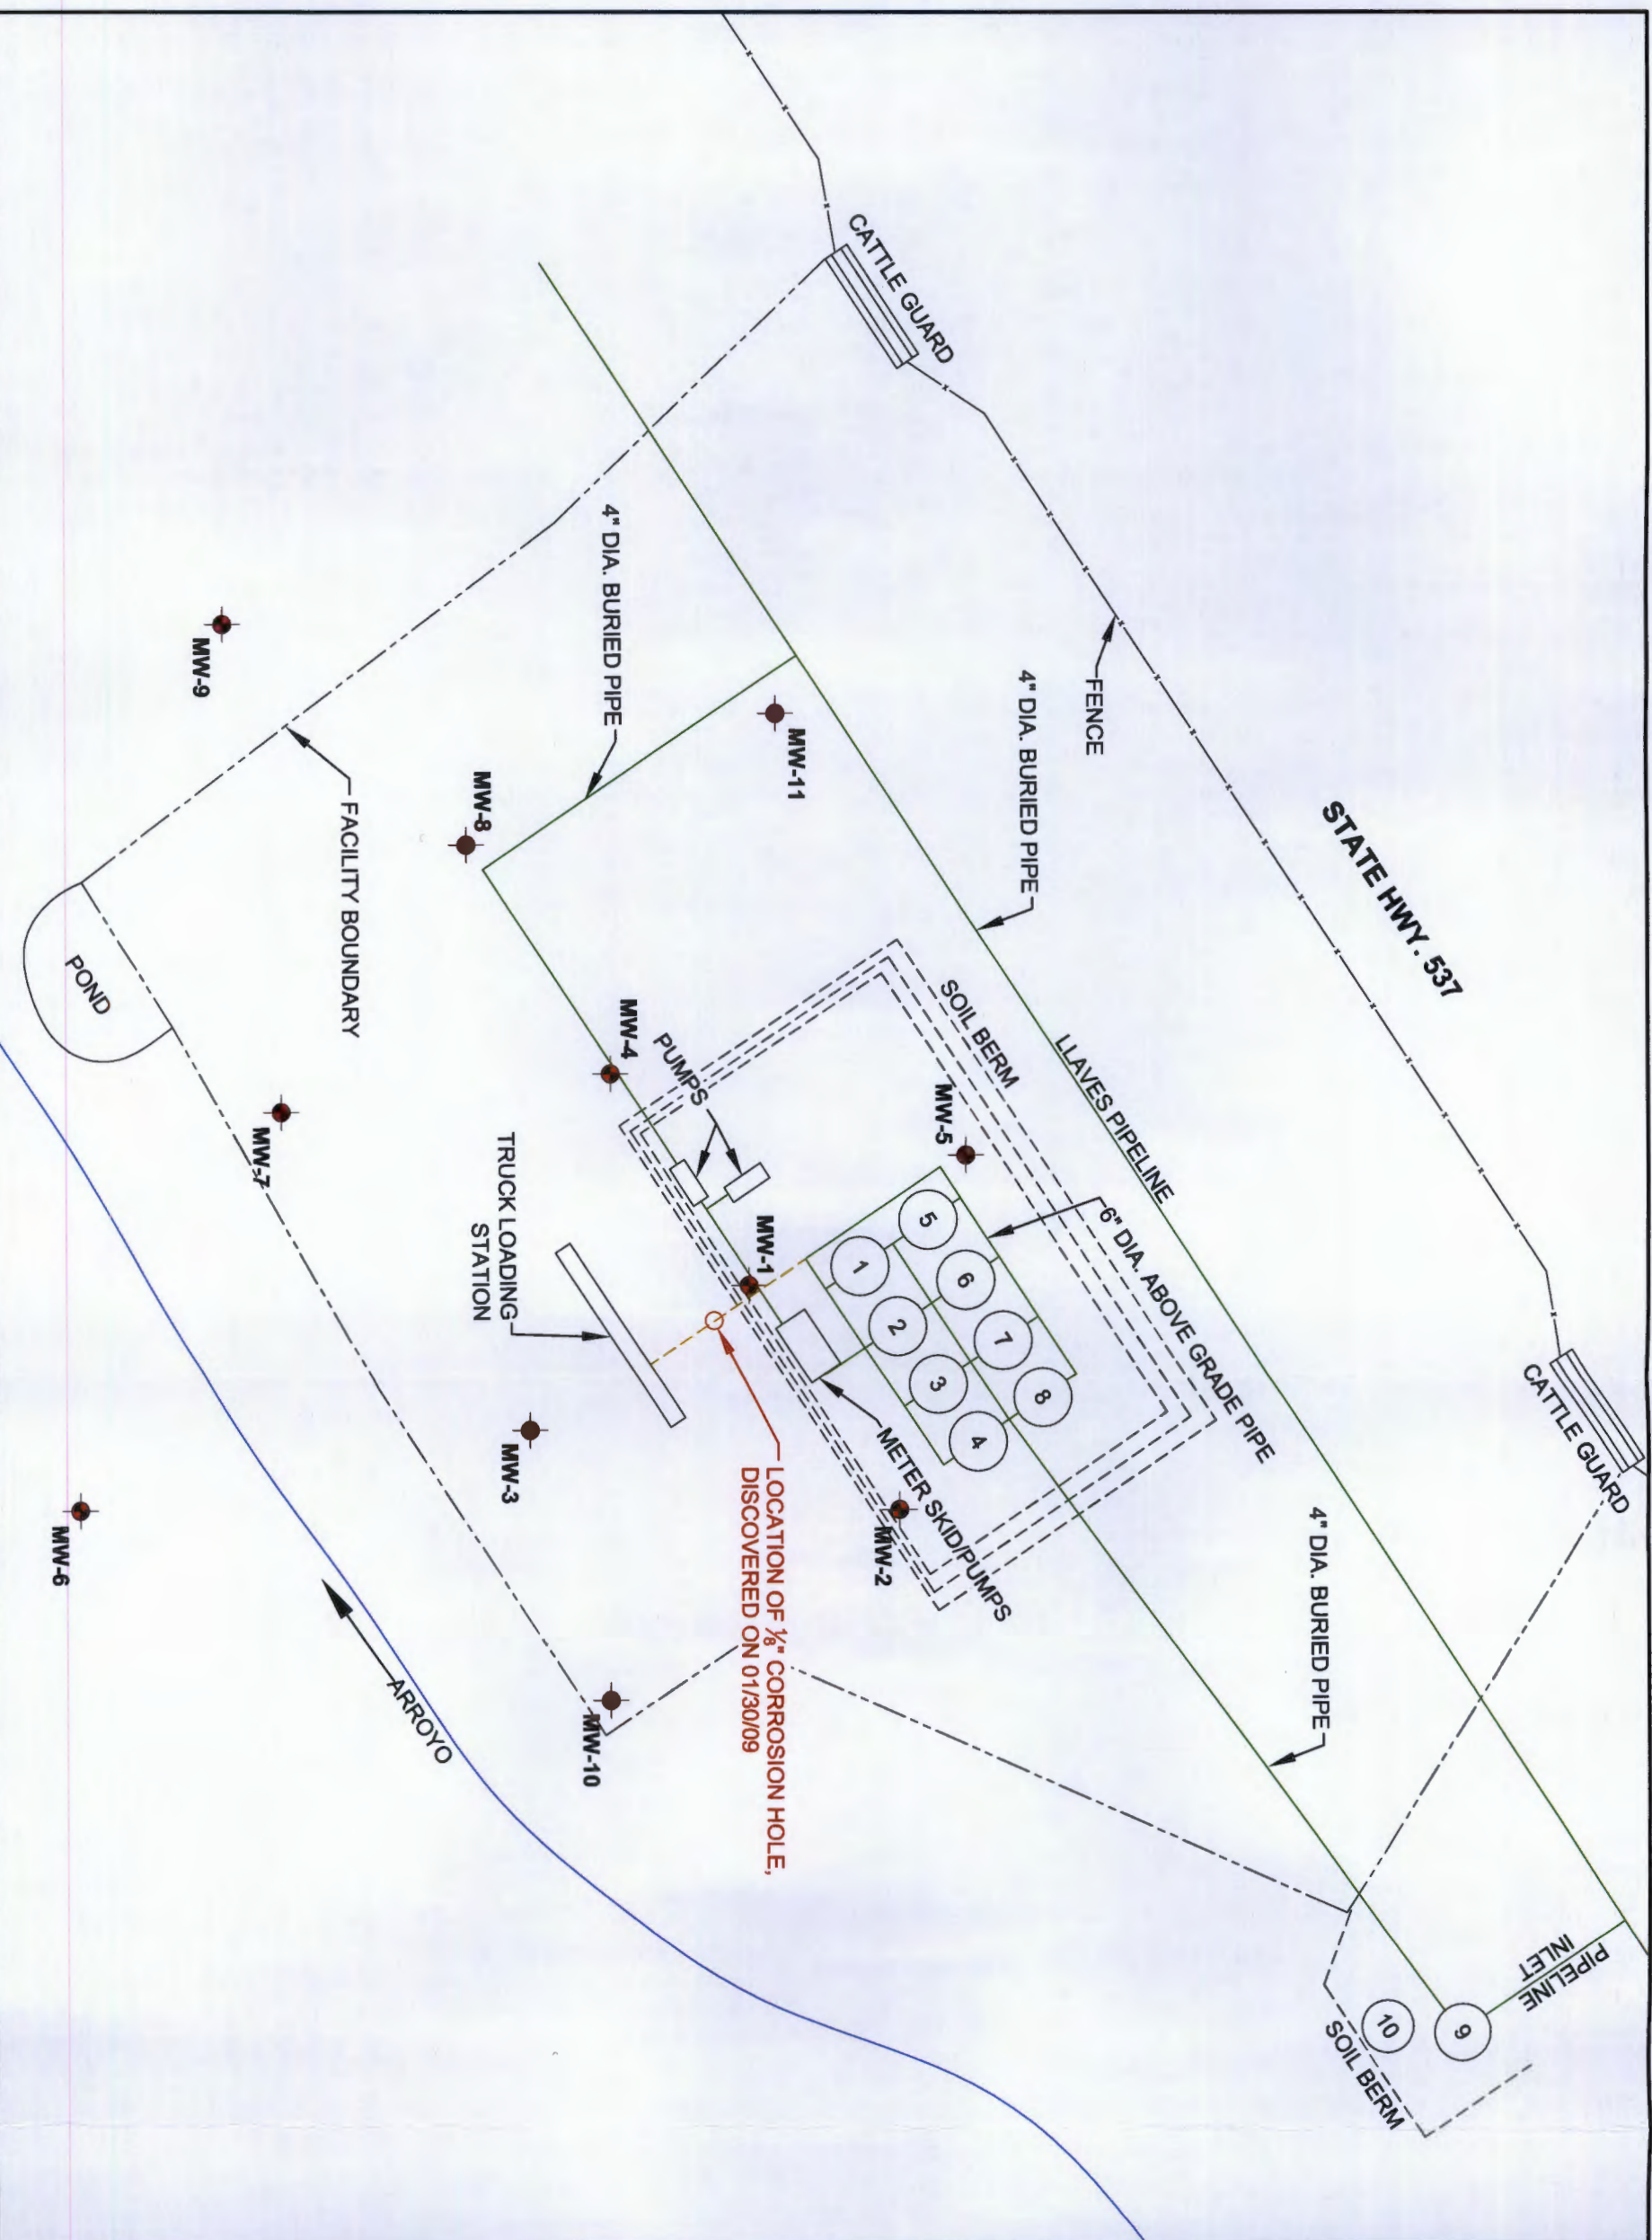 STATE HWY. 537
CATTLE GUARD
CATTLE GUARD
FENCE
4" DIA. BURIED PIPE
4" DIA. BURIED PIPE
4" DIA. BURIED PIPE
LLAVES PIPELINE
PIPELINE
INLET
9
10
SOIL BERM
SOIL BERM
6" DIA. ABOVE GRADE PIPE
MW-11
MW-5
5
6
7
8
1
2
3
4
MW-8
MW-4
PUMPS
MW-1
METER SKID/PUMPS
MW-2
LOCATION OF ⅛" CORROSION HOLE,
DISCOVERED ON 01/30/09
TRUCK LOADING
STATION
MW-9
FACILITY BOUNDARY
MW-3
MW-10
POND
MW-7
ARROYO
MW-6